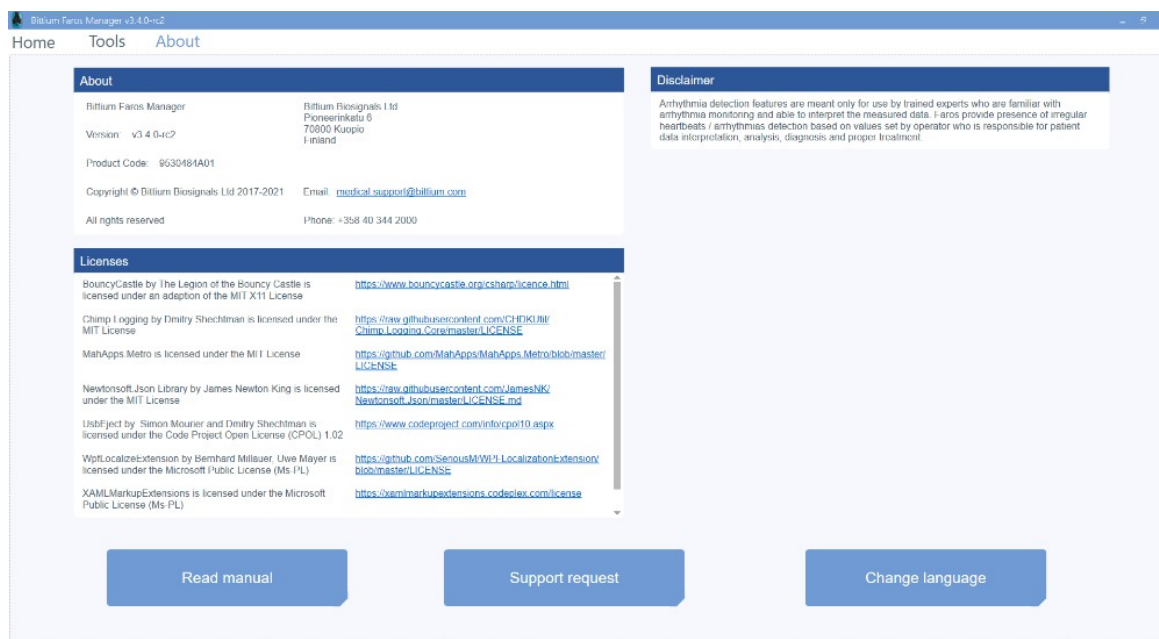 Bittium Faros Manager v3.4.0-rc2
Home Tools About
About
Bittium Faros Manager
Version: v3.4.0-rc2
Product Code: 9530484A01
Copyright © Bittium Biosignals Ltd 2017-2021
All rights reserved
Bittium Biosignals Ltd
Pioneerinkatu 6
70800 Kuopio
Finland
Email: medical.support@bittium.com
Phone: +358 40 344 2000
Licenses
BouncyCastle by The Legion of the Bouncy Castle is
licensed under an adaption of the MIT X11 License
https://www.bouncycastle.org/csharp/licence.html
Chimp.Logging by Dmitry Shechtman is licensed under the
MIT License
https://raw.githubusercontent.com/CHDKUtil/
Chimp.Logging.Core/master/LICENSE
MahApps.Metro is licensed under the MIT License
https://github.com/MahApps/MahApps.Metro/blob/master/
LICENSE
Newtonsoft.Json Library by James Newton King is licensed
under the MIT License
https://raw.githubusercontent.com/JamesNK/
Newtonsoft.Json/master/LICENSE.md
UsbEject by Simon Mourier and Dmitry Shechtman is
licensed under the Code Project Open License (CPOL) 1.02
https://www.codeproject.com/info/cpol10.aspx
WpfLocalizeExtension by Bernhard Millauer, Uwe Mayer is
licensed under the Microsoft Public License (Ms-PL)
https://github.com/SeriousM/WPFLocalizationExtension/
blob/master/LICENSE
XAMLMarkupExtensions is licensed under the Microsoft
Public License (Ms-PL)
https://xamlmarkupextensions.codeplex.com/license
Disclaimer
Arrhythmia detection features are meant only for use by trained experts who are familiar with
arrhythmia monitoring and able to interpret the measured data. Faros provide presence of irregular
heartbeats / arrhythmias detection based on values set by operator who is responsible for patient
data interpretation, analysis, diagnosis and proper treatment.
Read manual
Support request
Change language